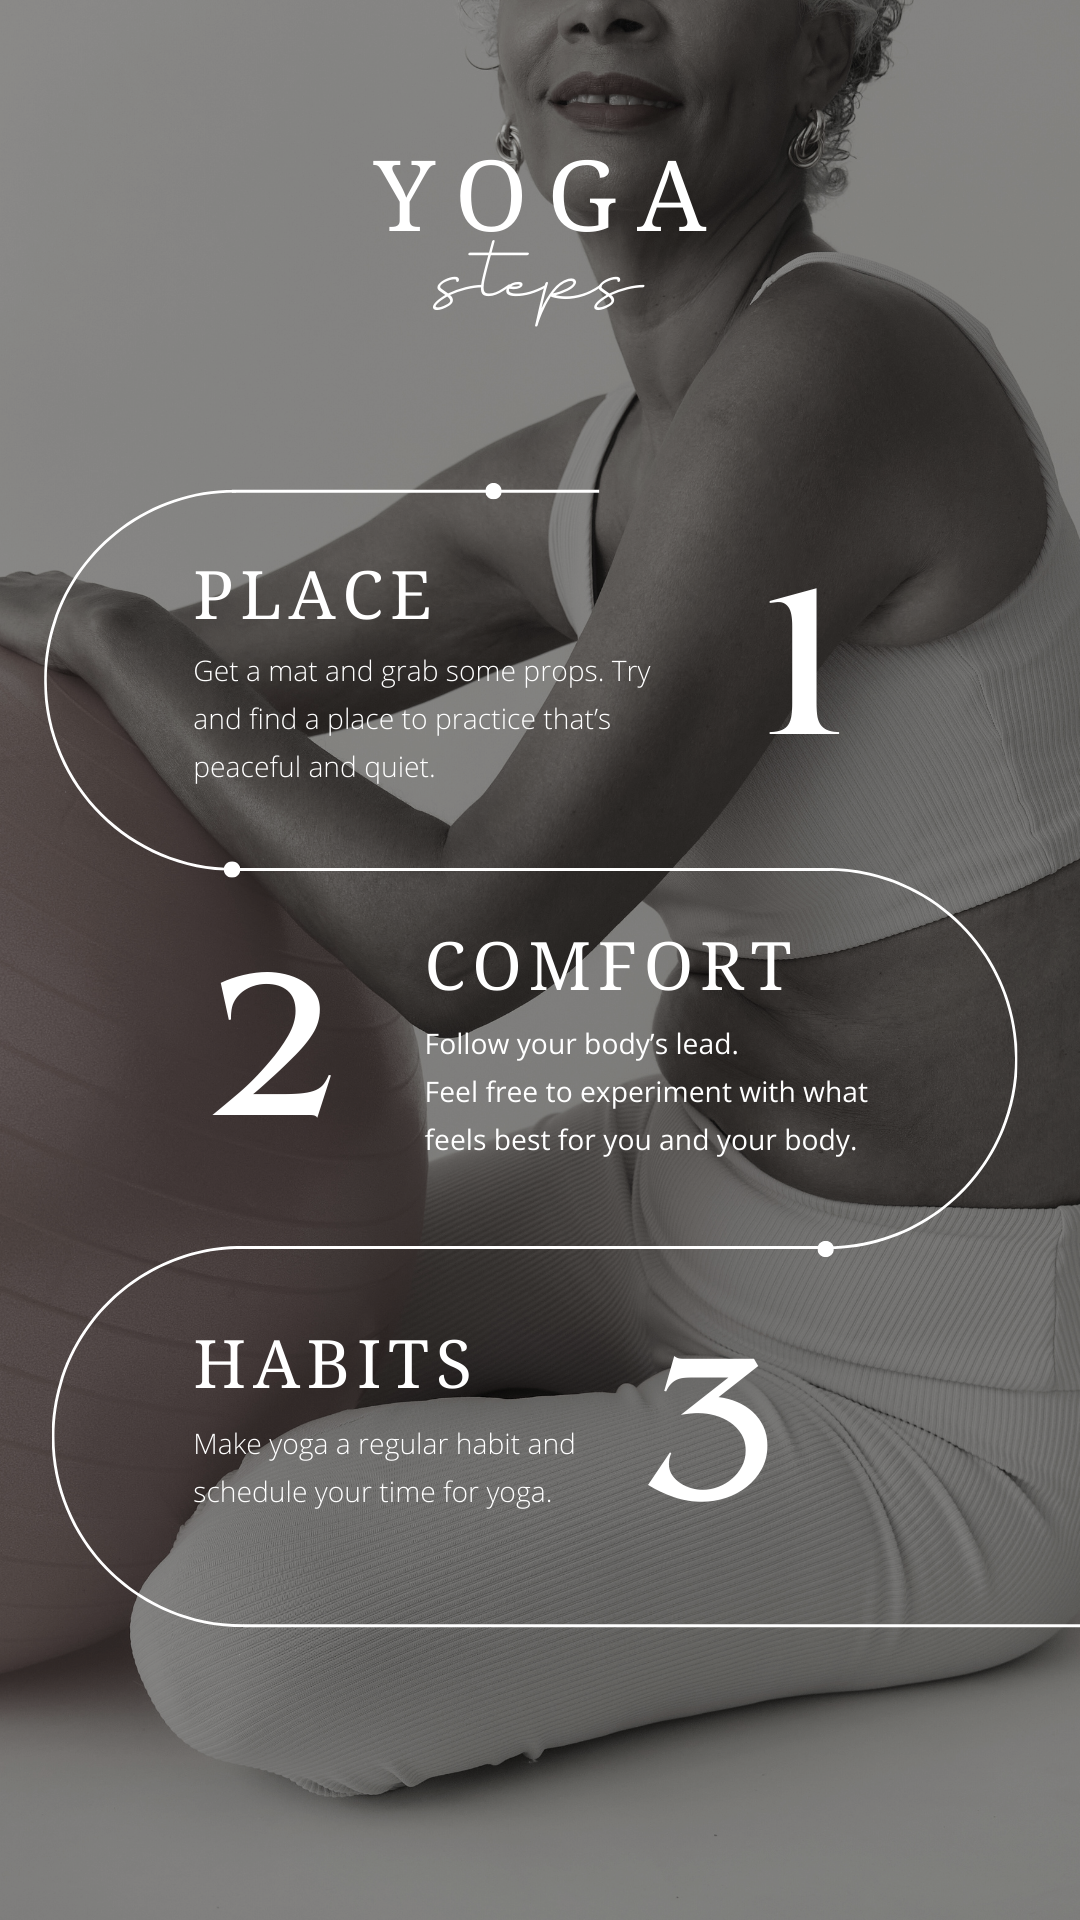 YOGA
steps
PLACE
Get a mat and grab some props. Try
and find a place to practice that’s
peaceful and quiet.
1
2
COMFORT
Follow your body’s lead.
Feel free to experiment with what
feels best for you and your body.
HABITS
Make yoga a regular habit and
schedule your time for yoga.
3